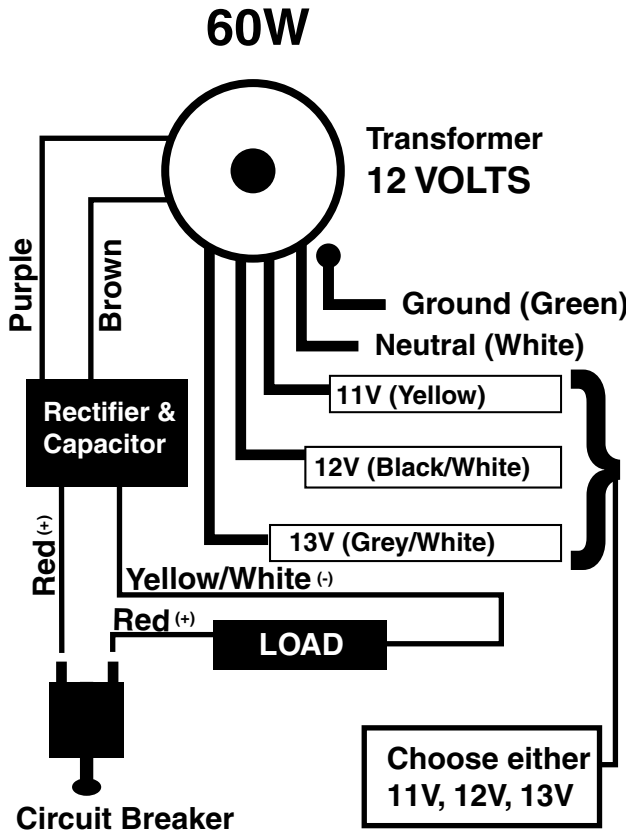 60W
Transformer
12 VOLTS
Purple
Brown
Ground (Green)
Neutral (White)
11V (Yellow)
Rectifier &
Capacitor
12V (Black/White)
13V (Grey/White)
Red (+)
Yellow/White (-)
Red (+)
LOAD
Choose either
11V, 12V, 13V
Circuit Breaker